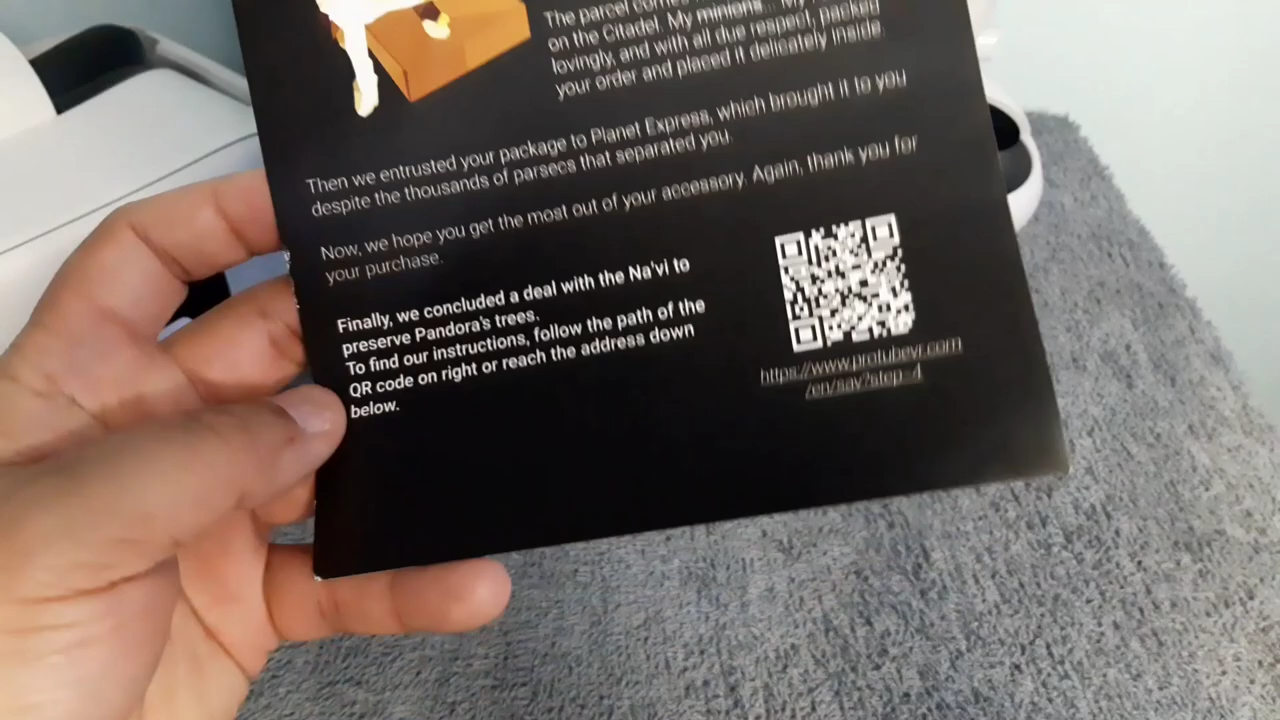 The parcel comes
on the Citadel. My minions... My
lovingly, and with all due respect, packed
your order and placed it delicately inside.
Then we entrusted your package to Planet Express, which brought it to you
despite the thousands of parsecs that separated you.
Now, we hope you get the most out of your accessory. Again, thank you for
your purchase.
Finally, we concluded a deal with the Na'vi to
preserve Pandora's trees.
To find our instructions, follow the path of the
QR code on right or reach the address down
below.
https://www.protubevr.com
/en/sav?step=4